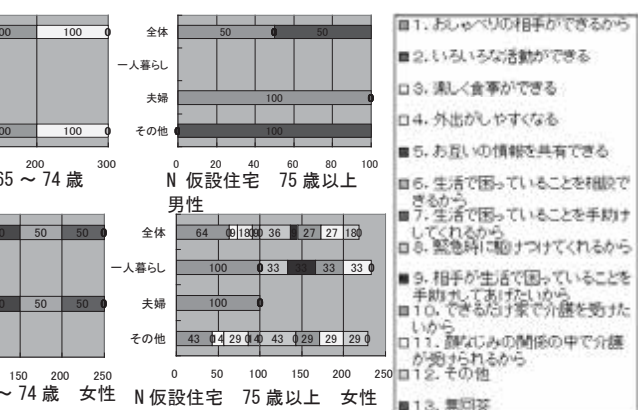 00 100 0
00 100 0
200 300
65 ～ 74 歳
50 50
50 50
150 250
～ 74 歳 女性
全体 50 0 50
一人暮らし
夫婦 100 0
その他 0 100
0 20 40 60 80 100
N 仮設住宅 75 歳以上
男性
全体 64 36 27 27 18 0
一人暮らし 100 0 33 33 33 0
夫婦 100 0
その他 43 29 43 29 29 29 0
0 50 100 150 200 250
N 仮設住宅 75 歳以上 女性
1. おしゃべりの相手ができるから
2. いろいろな活動ができる
3. 楽しく食事ができる
4. 外出がしやすくなる
5. お互いの情報を共有できる
6. 生活で困っていることを相談で
きるから
7. 生活で困っていることを手助け
してくれるから
8. 緊急時に駆けつけてくれるから
9. 相手が生活で困っていることを
手助けしてあげたいから
10. できるだけ家で介護を受けた
いから
11. 顔なじみの関係の中で介護
が受けられるから
12. その他
13. 無回答